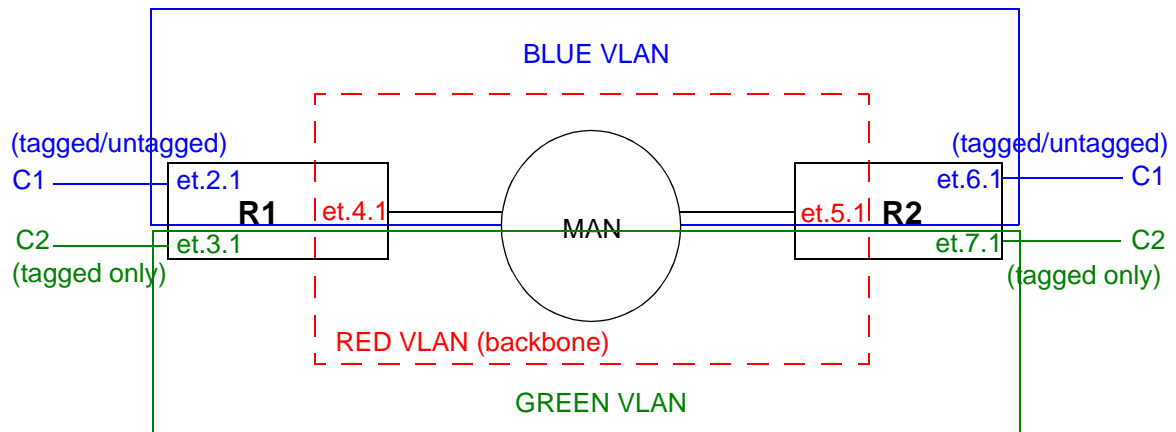 BLUE VLAN
(tagged/untagged)
(tagged/untagged)
C1
et.2.1
et.6.1
C1
R1
et.4.1
MAN
et.5.1
R2
C2
et.3.1
et.7.1
C2
(tagged only)
(tagged only)
RED VLAN (backbone)
GREEN VLAN